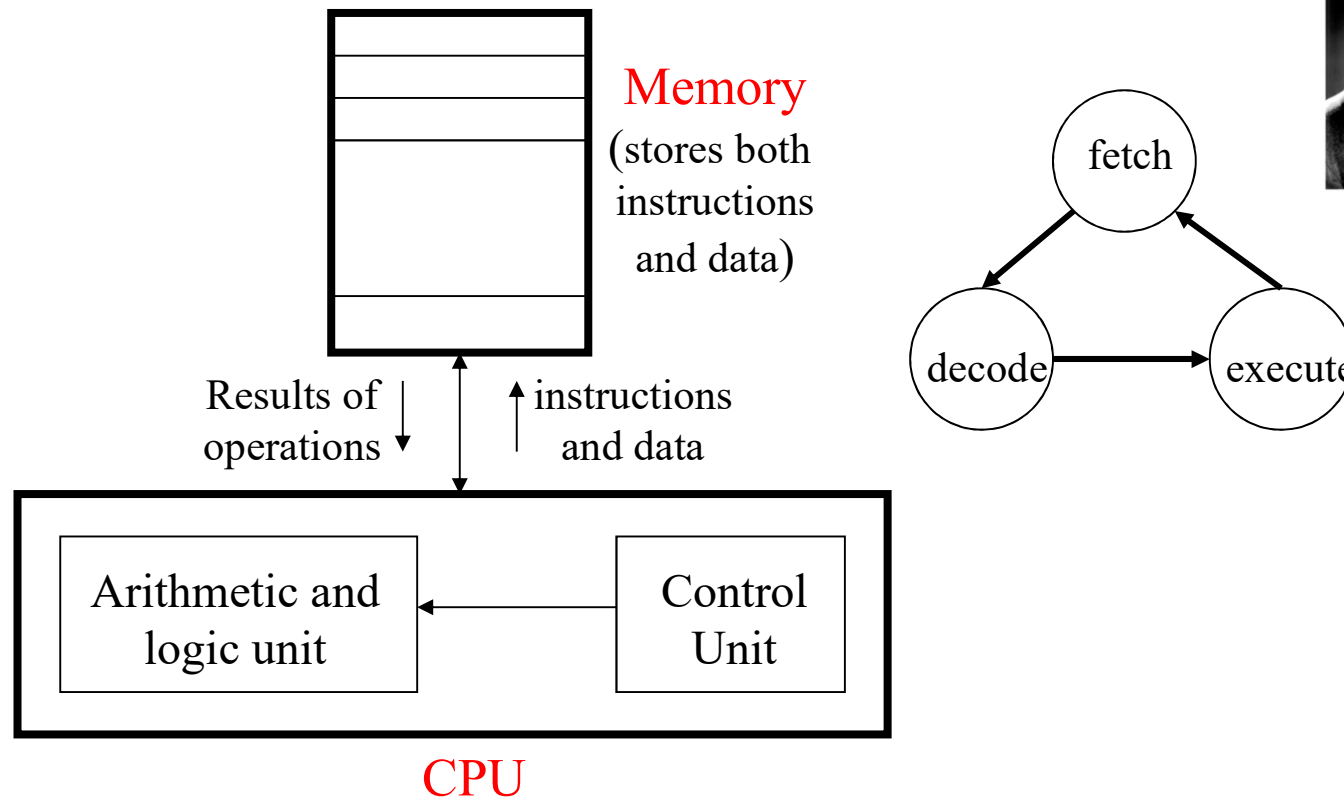 Memory
(stores both
instructions
and data)
fetch
decode
execute
Results of
operations
instructions
and data
Arithmetic and
logic unit
Control
Unit
CPU